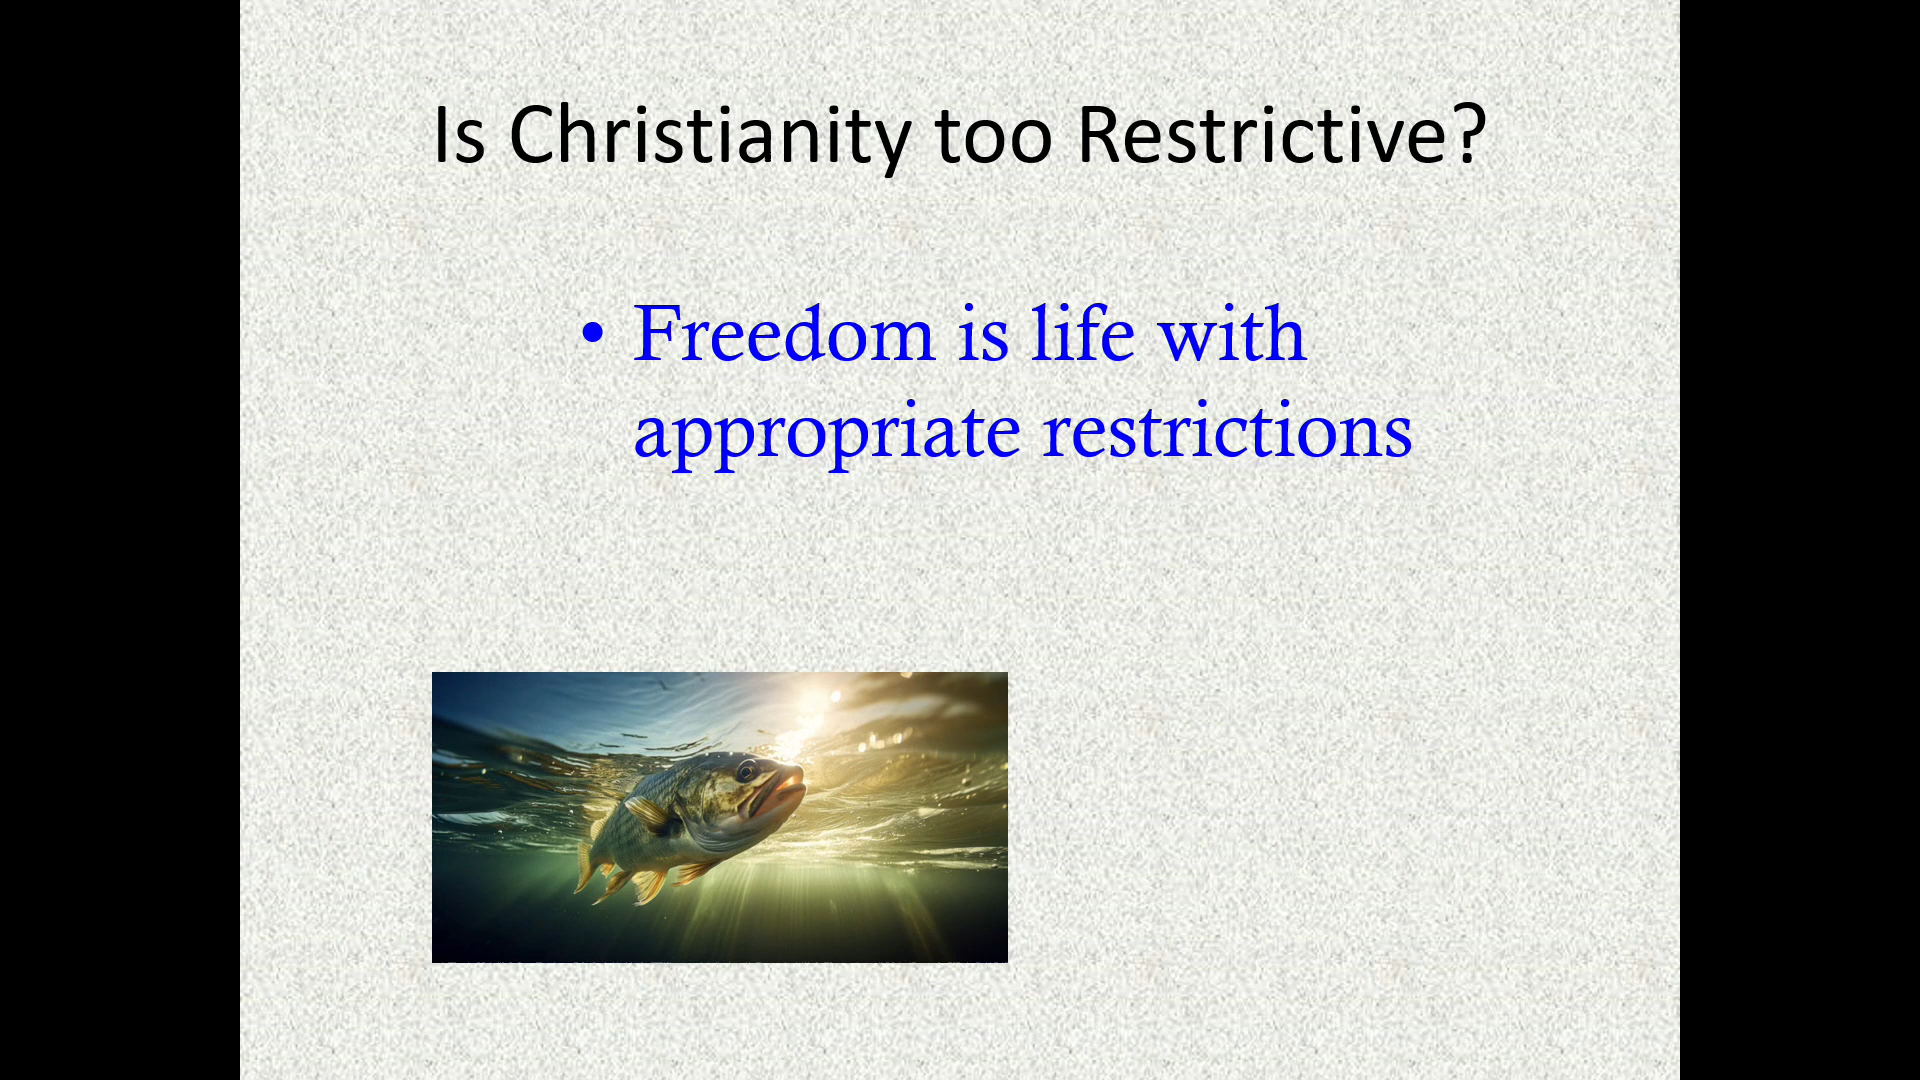 Is Christianity too Restrictive?
• Freedom is life with
appropriate restrictions